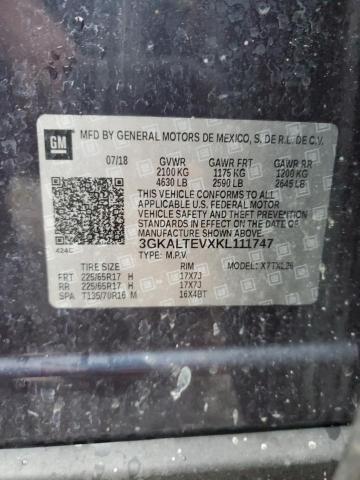 GM
MFD BY GENERAL MOTORS DE MEXICO, S. DE R.L. DE C.V.
07/18 GVWR GAWR FRT GAWR RR
2100 KG 1175 KG 1200 KG
4630 LB 2590 LB 2645 LB
THIS VEHICLE CONFORMS TO ALL
APPLICABLE U.S. FEDERAL MOTOR
VEHICLE SAFETY AND THEFT PREVENTION
STANDARDS IN EFFECT ON THE DATE OF
MANUFACTURE SHOWN ABOVE.
424C
3GKALTEVXKL111747
TYPE: M.P.V. MODEL: X7TXL26
TIRE SIZE RIM
FRT 225/65R17 H 17X7J
RR 225/65R17 H 17X7J
SPA T135/70R16 M 16X4BT